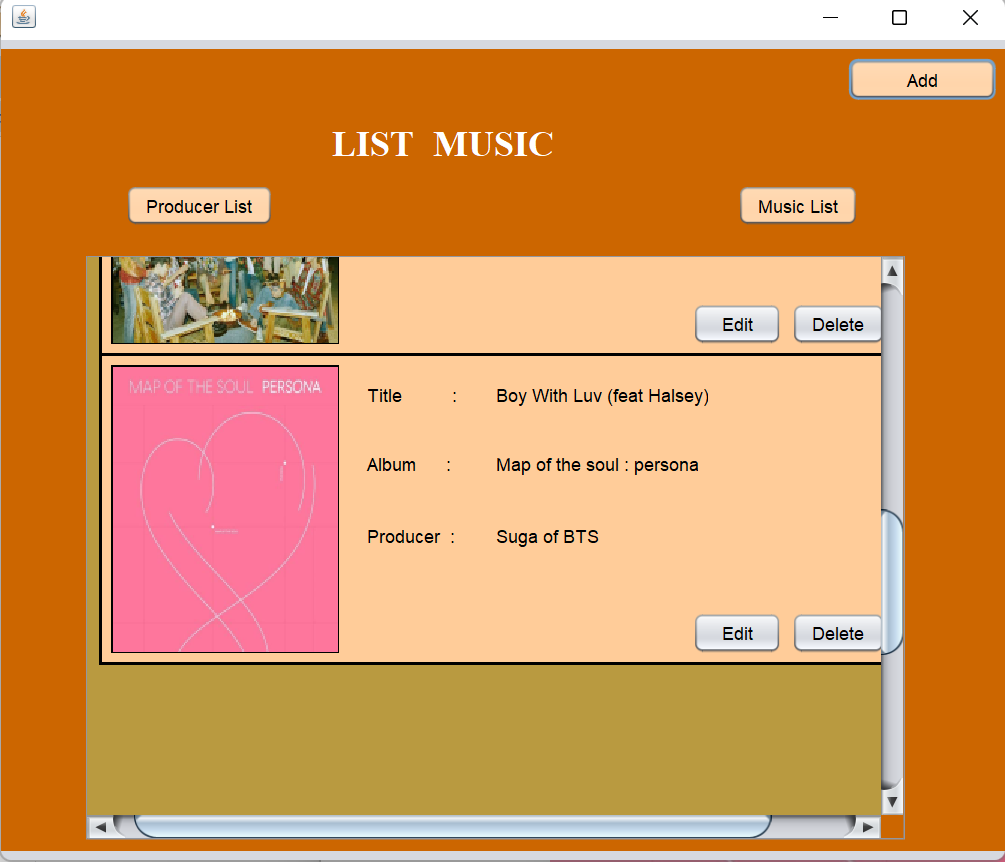 Add
LIST MUSIC
Producer List
Music List
Edit
Delete
MAP OF THE SOUL PERSONA
Title : Boy With Luv (feat Halsey)
Album : Map of the soul : persona
Producer : Suga of BTS
Edit
Delete